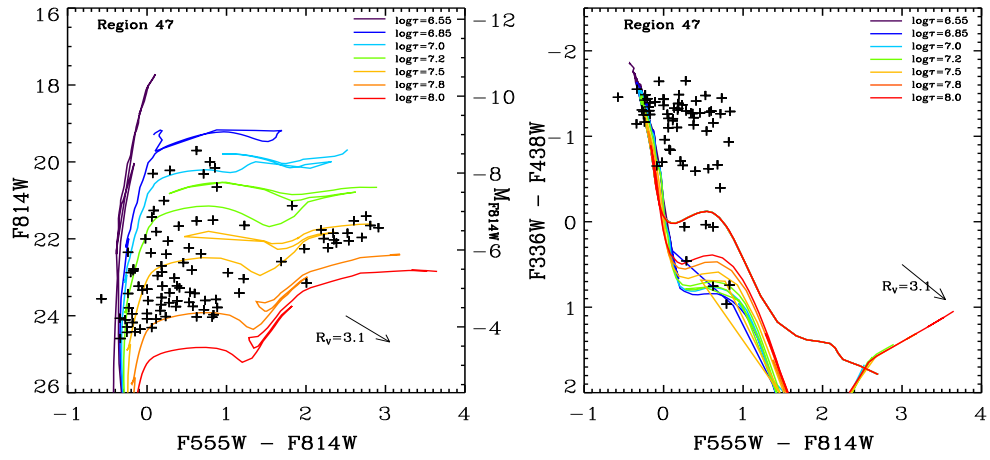 Region 47
logτ=6.55
logτ=6.85
logτ=7.0
logτ=7.2
logτ=7.5
logτ=7.8
logτ=8.0
16
18
20
22
24
26
F814W
−12
−10
−8
−6
−4
M_F814W
R_V=3.1
−1 0 1 2 3 4
F555W − F814W
Region 47
logτ=6.55
logτ=6.85
logτ=7.0
logτ=7.2
logτ=7.5
logτ=7.8
logτ=8.0
−2
−1
0
1
2
F336W − F438W
R_V=3.1
−1 0 1 2 3 4
F555W − F814W